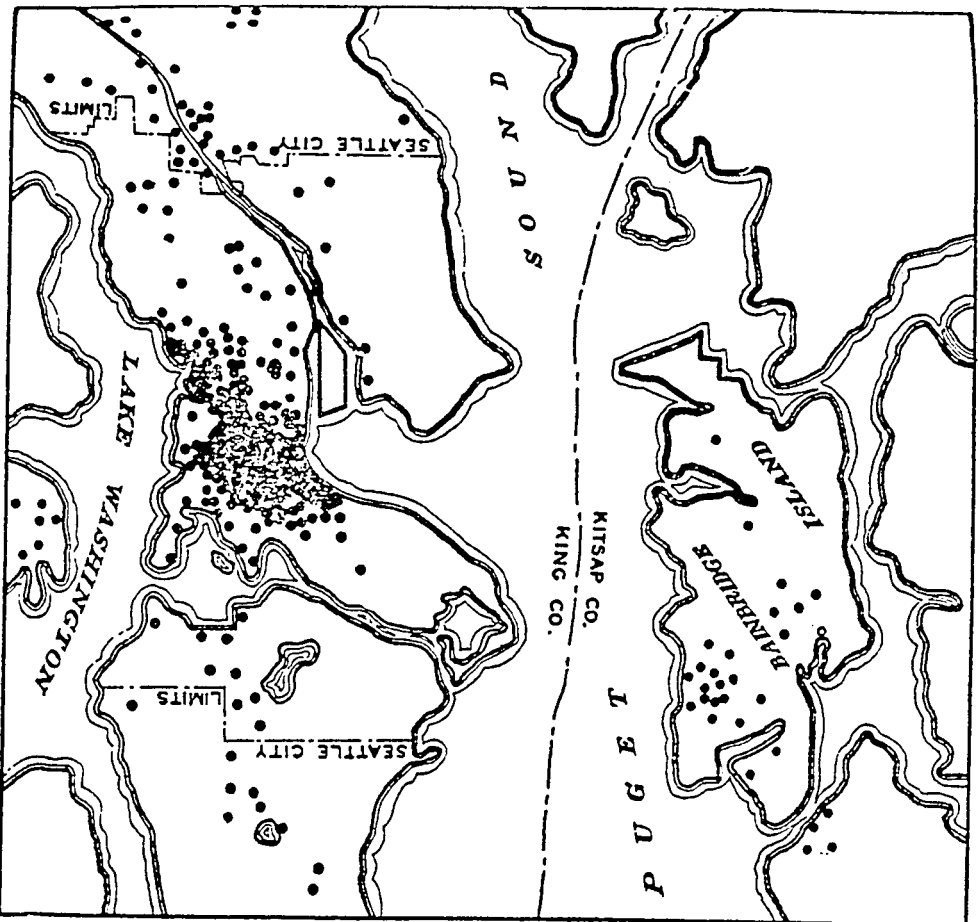 PUGET SOUND
SEATTLE CITY
LIMITS
BAINBRIDGE
ISLAND
KITSAP CO.
KING CO.
LAKE WASHINGTON
SEATTLE CITY
LIMITS